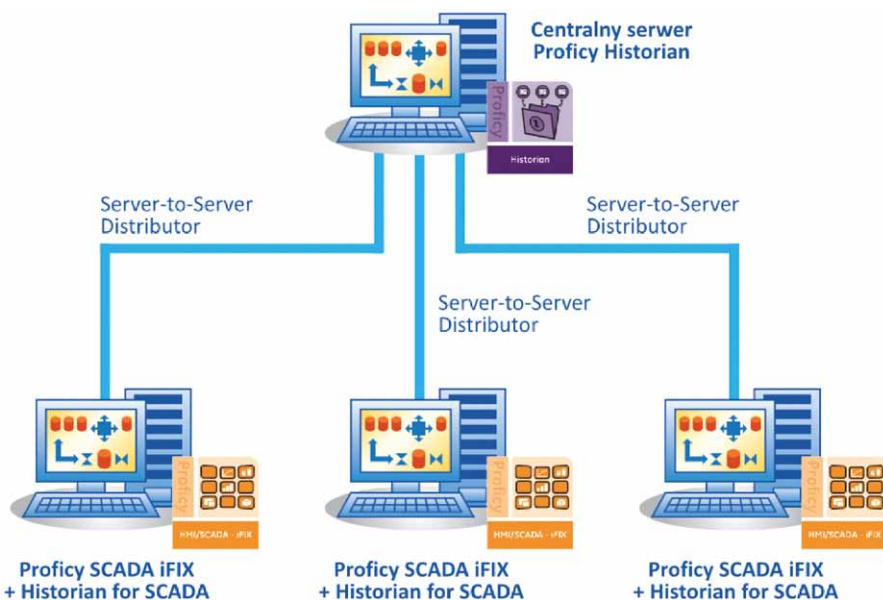 Centralny serwer
Proficy Historian
Proficy
Historian
Server-to-Server
Distributor
Server-to-Server
Distributor
Server-to-Server
Distributor
Proficy
HMI/SCADA - iFIX
Proficy
HMI/SCADA - iFIX
Proficy
HMI/SCADA - iFIX
Proficy SCADA iFIX
+ Historian for SCADA
Proficy SCADA iFIX
+ Historian for SCADA
Proficy SCADA iFIX
+ Historian for SCADA